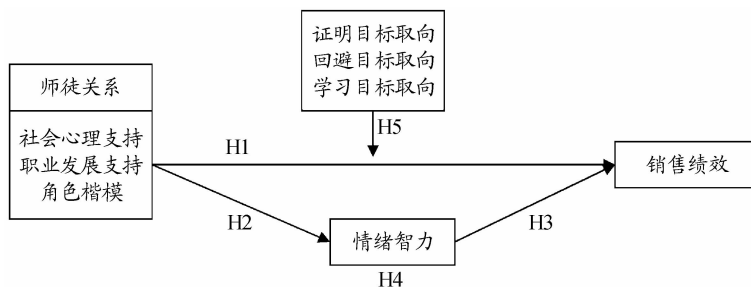 证明目标取向
回避目标取向
学习目标取向
师徒关系
社会心理支持
职业发展支持
角色楷模
H5
H1
销售绩效
H2
H3
情绪智力
H4